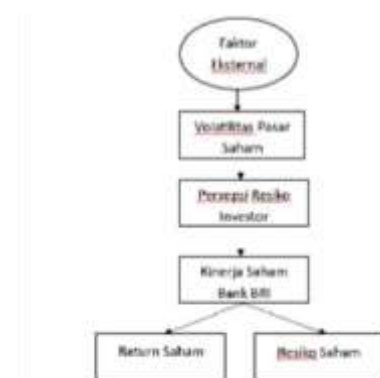 Faktor
Eksternal
Volatilitas Pasar
Saham
Persepsi Resiko
Investor
Kinerja Saham
Bank BRI
Return Saham
Resiko Saham